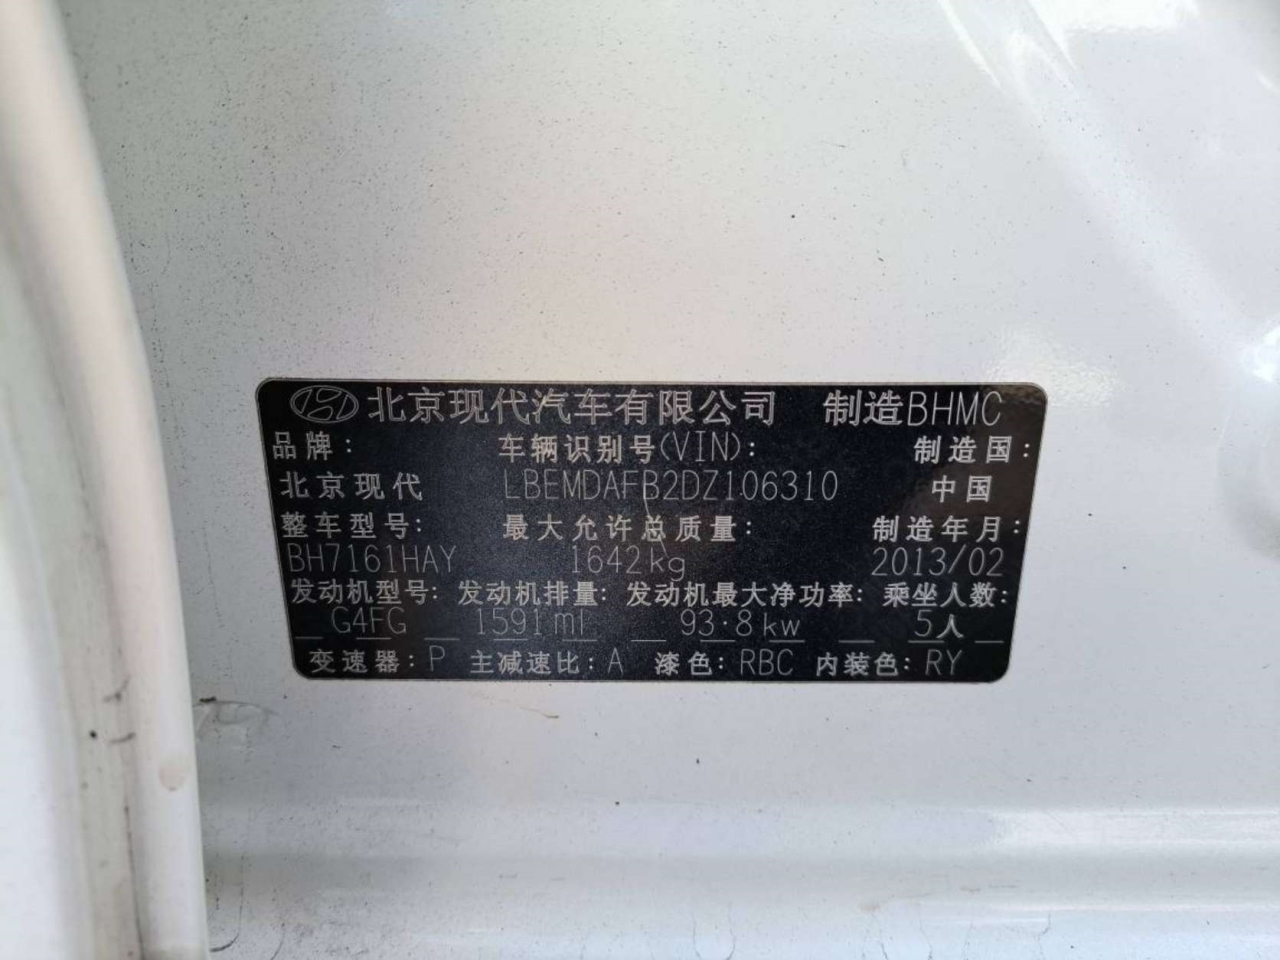 北京现代汽车有限公司 制造BHMC
品牌: 车辆识别号(VIN): 制造国:
北京现代 LBEMDAFB2DZ106310 中国
整车型号: 最大允许总质量: 制造年月:
BH7161HAY 1642kg 2013/02
发动机型号: 发动机排量: 发动机最大净功率: 乘坐人数:
G4FG 1591ml 93.8kw 5人
变速器:P 主减速比:A 漆色:RBC 内装色:RY